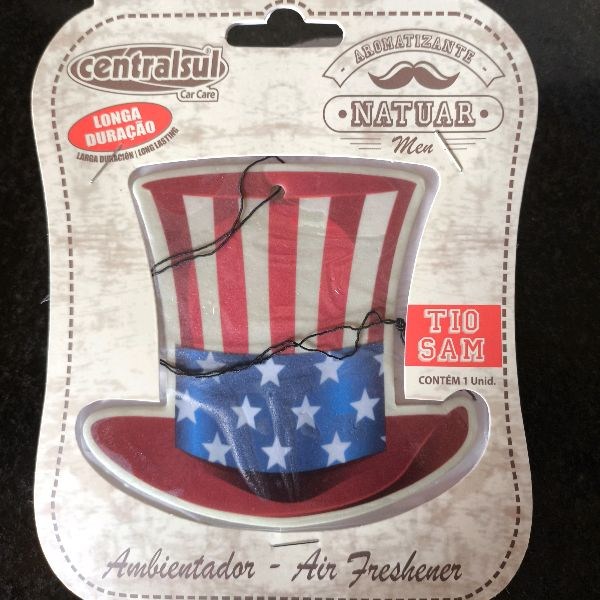 centralsul
Car Care
LONGA
DURAÇÃO
LARGA DURACIÓN | LONG LASTING
AROMATIZANTE
NATUAR
Men
TIO
SAM
CONTÉM 1 Unid.
Ambientador - Air Freshener